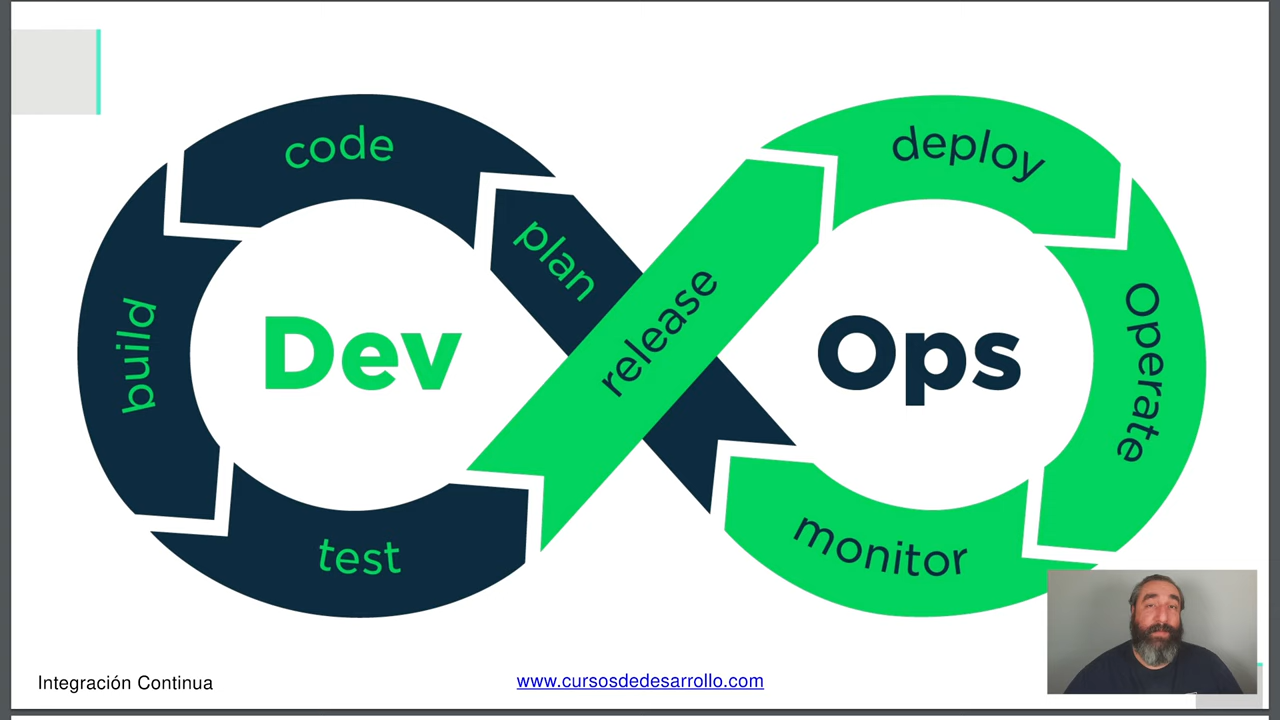 code
deploy
plan
build
Dev
release
Ops
Operate
test
monitor
Integración Continua
www.cursosdedesarrollo.com